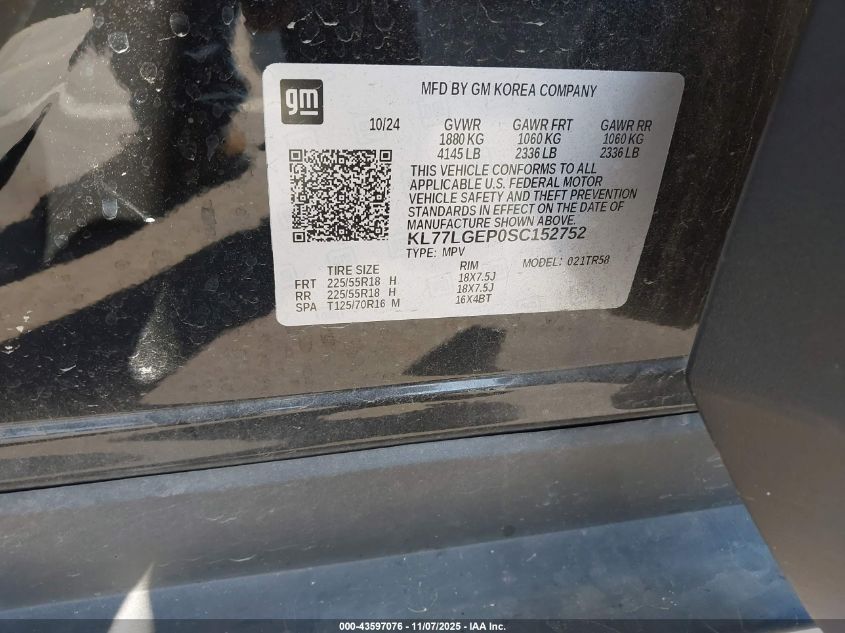 gm
MFD BY GM KOREA COMPANY
10/24 GVWR GAWR FRT GAWR RR
1880 KG 1060 KG 1060 KG
4145 LB 2336 LB 2336 LB
THIS VEHICLE CONFORMS TO ALL
APPLICABLE U.S. FEDERAL MOTOR
VEHICLE SAFETY AND THEFT PREVENTION
STANDARDS IN EFFECT ON THE DATE OF
MANUFACTURE SHOWN ABOVE.
KL77LGEP0SC152752
TYPE: MPV MODEL: 021TR58
TIRE SIZE RIM
FRT 225/55R18 H 18X7.5J
RR 225/55R18 H 18X7.5J
SPA T125/70R16 M 16X4BT
000-43597076 - 11/07/2025 - IAA Inc.